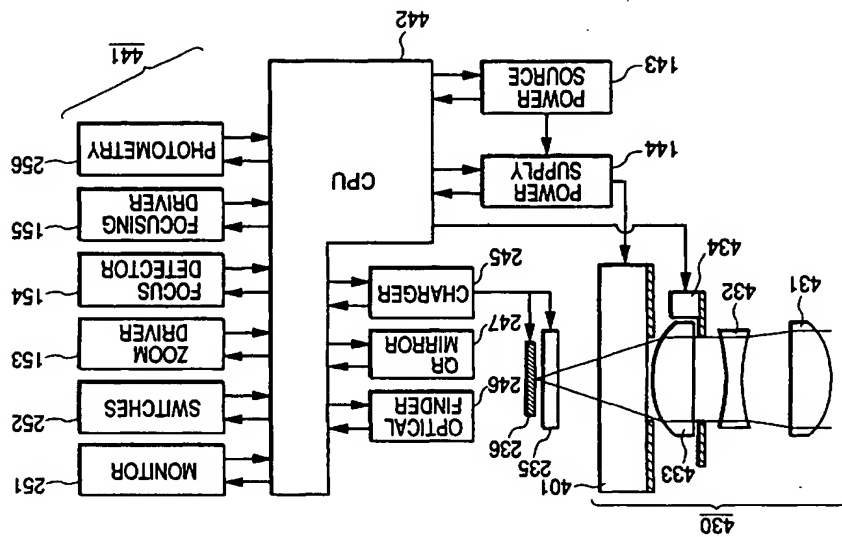 430
401
433
235
236
432
431
434
OPTICAL
FINDER
246
QR
MIRROR
247
CHARGER
245
POWER
SUPPLY
144
POWER
SOURCE
143
CPU
442
MONITOR
251
SWITCHES
252
ZOOM
DRIVER
153
FOCUS
DETECTOR
154
FOCUSING
DRIVER
155
PHOTOMETRY
256
441